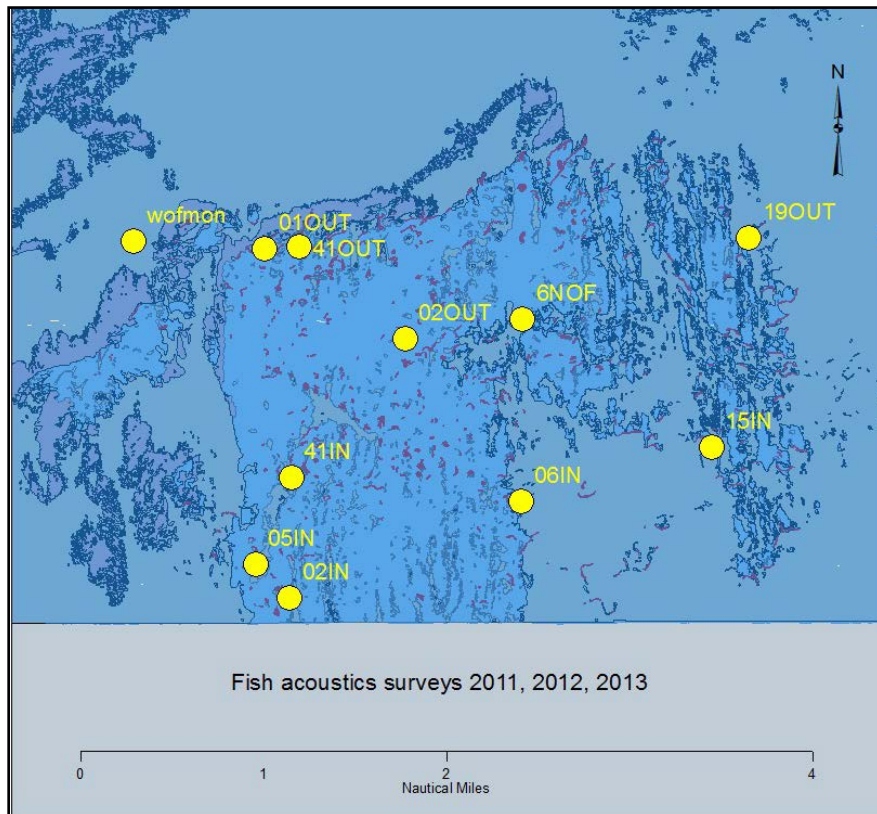 N
wofmon
01OUT
41OUT
19OUT
02OUT
6NOF
41IN
15IN
06IN
05IN
02IN
Fish acoustics surveys 2011, 2012, 2013
0 1 2 4
Nautical Miles